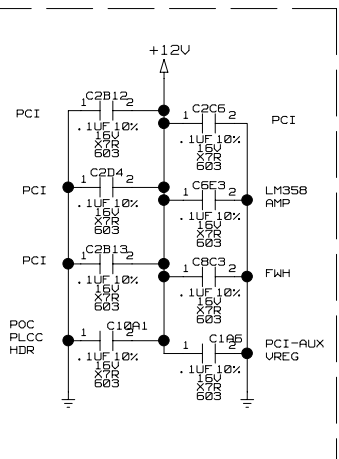 +12V
C2B12
1 2
PCI
.1UF 10%
16V
X7R
603
C2C6
1 2
PCI
.1UF 10%
16V
X7R
603
C2D4
1 2
PCI
.1UF 10%
16V
X7R
603
C6E3
1 2
LM358
AMP
.1UF 10%
16V
X7R
603
C2B13
1 2
PCI
.1UF 10%
16V
X7R
603
C8C3
1 2
FWH
.1UF 10%
16V
X7R
603
C10A1
1 2
POC
PLCC
HDR
.1UF 10%
16V
X7R
603
C1A6
1 2
PCI-AUX
VREG
.1UF 10%
16V
X7R
603